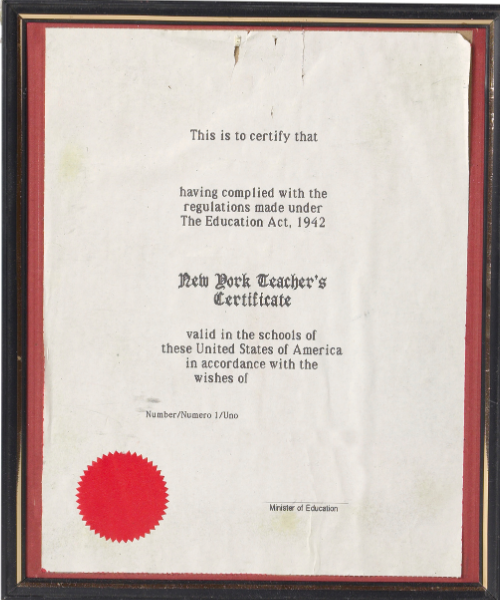 This is to certify that
having complied with the
regulations made under
The Education Act, 1942
New York Teacher's
Certificate
valid in the schools of
these United States of America
in accordance with the
wishes of
Number/Numero 1/Uno
Minister of Education